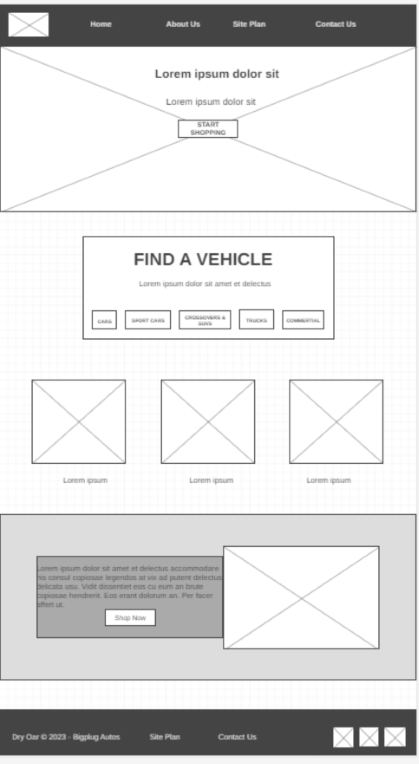 Home About Us Site Plan Contact Us
Lorem ipsum dolor sit
Lorem ipsum dolor sit
START
SHOPPING
FIND A VEHICLE
Lorem ipsum dolor sit amet et delectus
CARS SPORT CARS CROSSOVERS &
SUVS TRUCKS COMMERTIAL
Lorem ipsum Lorem ipsum Lorem ipsum
Lorem ipsum dolor sit amet et delectus accommodare
his consul copiosae legendos at vix ad putent delectus
delicata usu. Vidit dissentiet eos cu eum an brute
copiosae hendrerit. Eos erant dolorum an. Per facer
affert ut.
Shop Now
Dry Oar © 2023 - Bigplug Autos Site Plan Contact Us